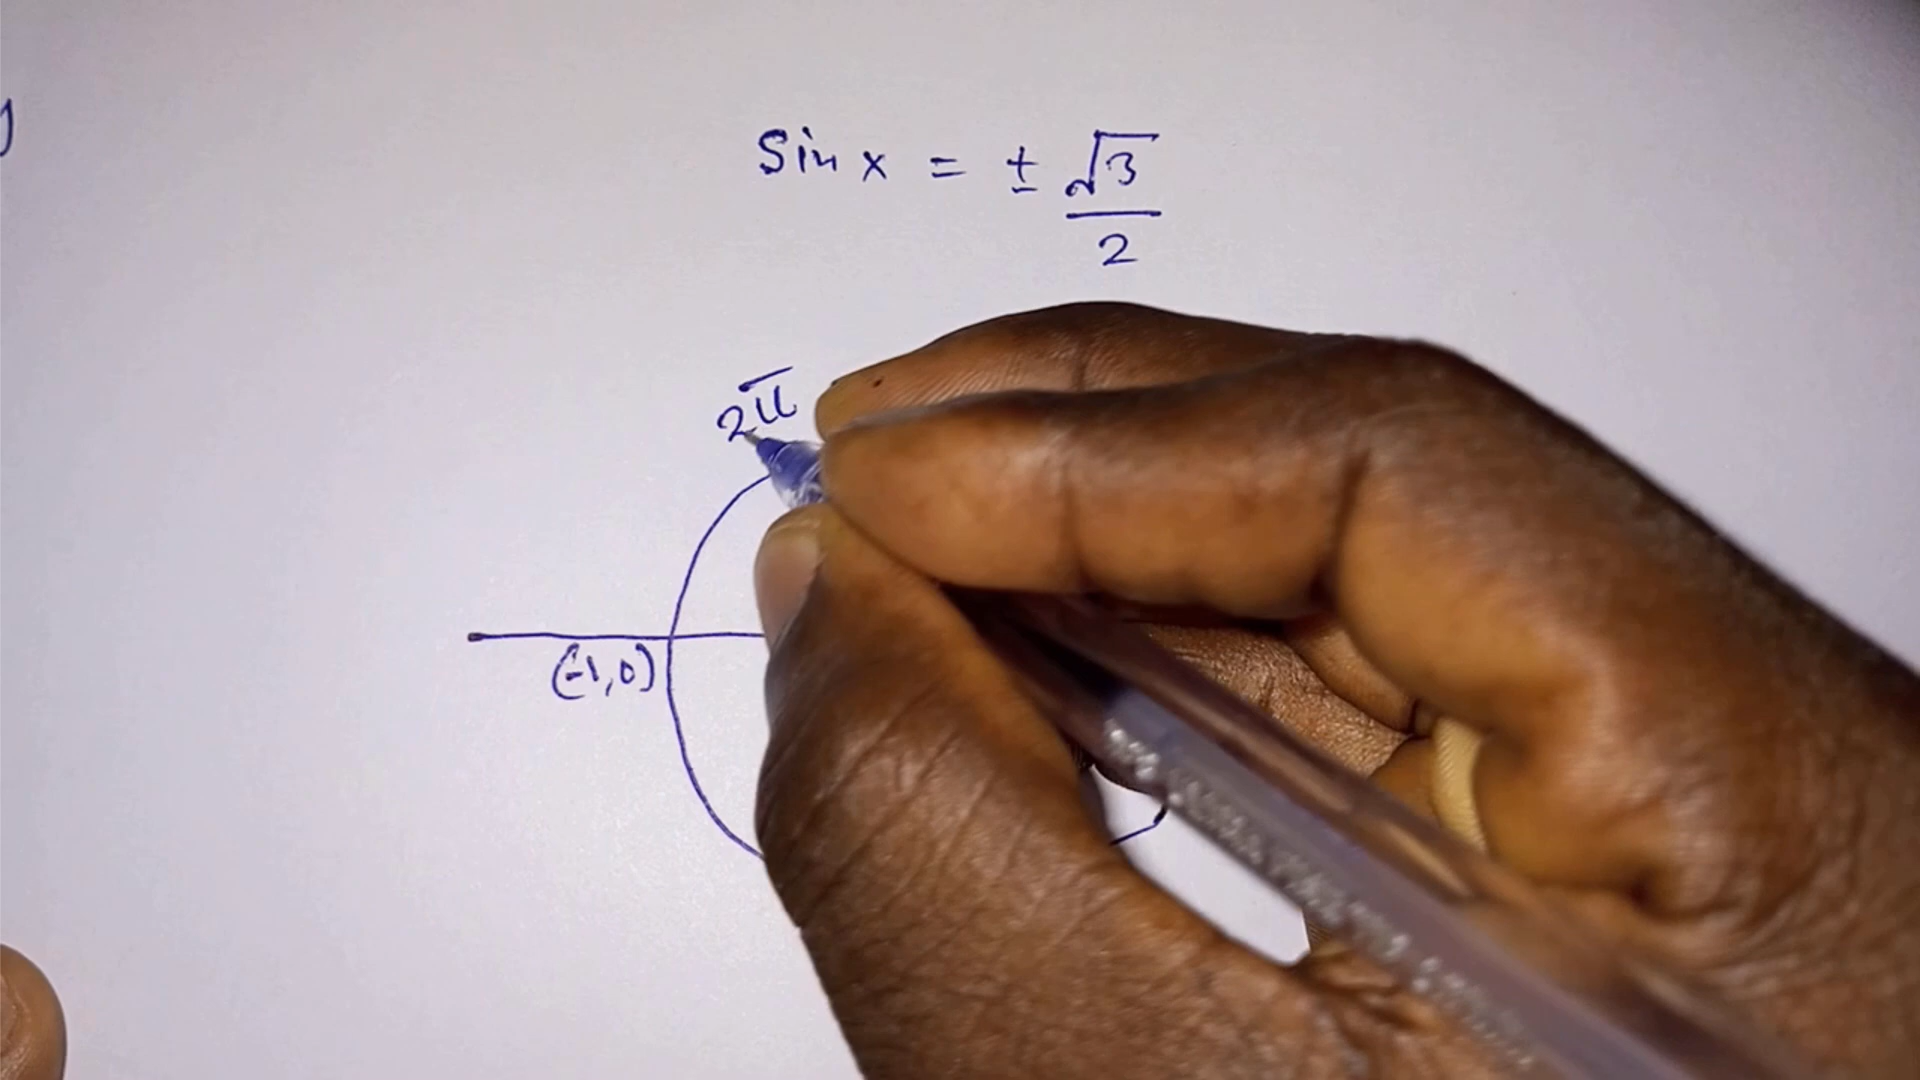 Sin x = ± √3
2
2π
(-1,0)